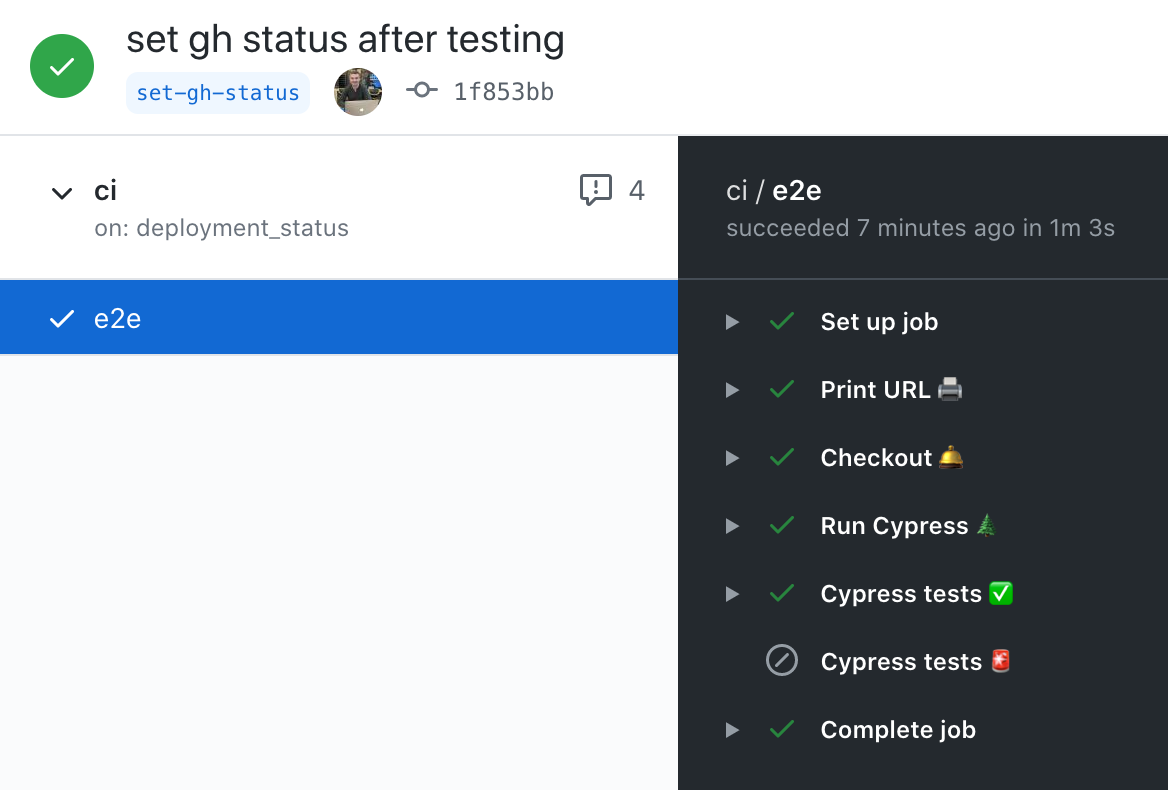 set gh status after testing
set-gh-status 1f853bb
ci 4
on: deployment_status
e2e
ci / e2e
succeeded 7 minutes ago in 1m 3s
Set up job
Print URL 🖨️
Checkout 🛎️
Run Cypress 🌲
Cypress tests ✅
Cypress tests 🚨
Complete job